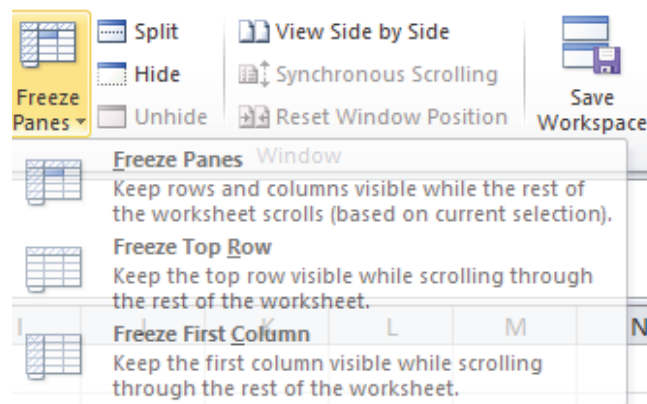 Split
View Side by Side
Hide
Synchronous Scrolling
Freeze
Panes
Unhide
Reset Window Position
Save
Workspace
Window
Freeze Panes
Keep rows and columns visible while the rest of
the worksheet scrolls (based on current selection).
Freeze Top Row
Keep the top row visible while scrolling through
the rest of the worksheet.
I
K
L
M
N
Freeze First Column
Keep the first column visible while scrolling
through the rest of the worksheet.